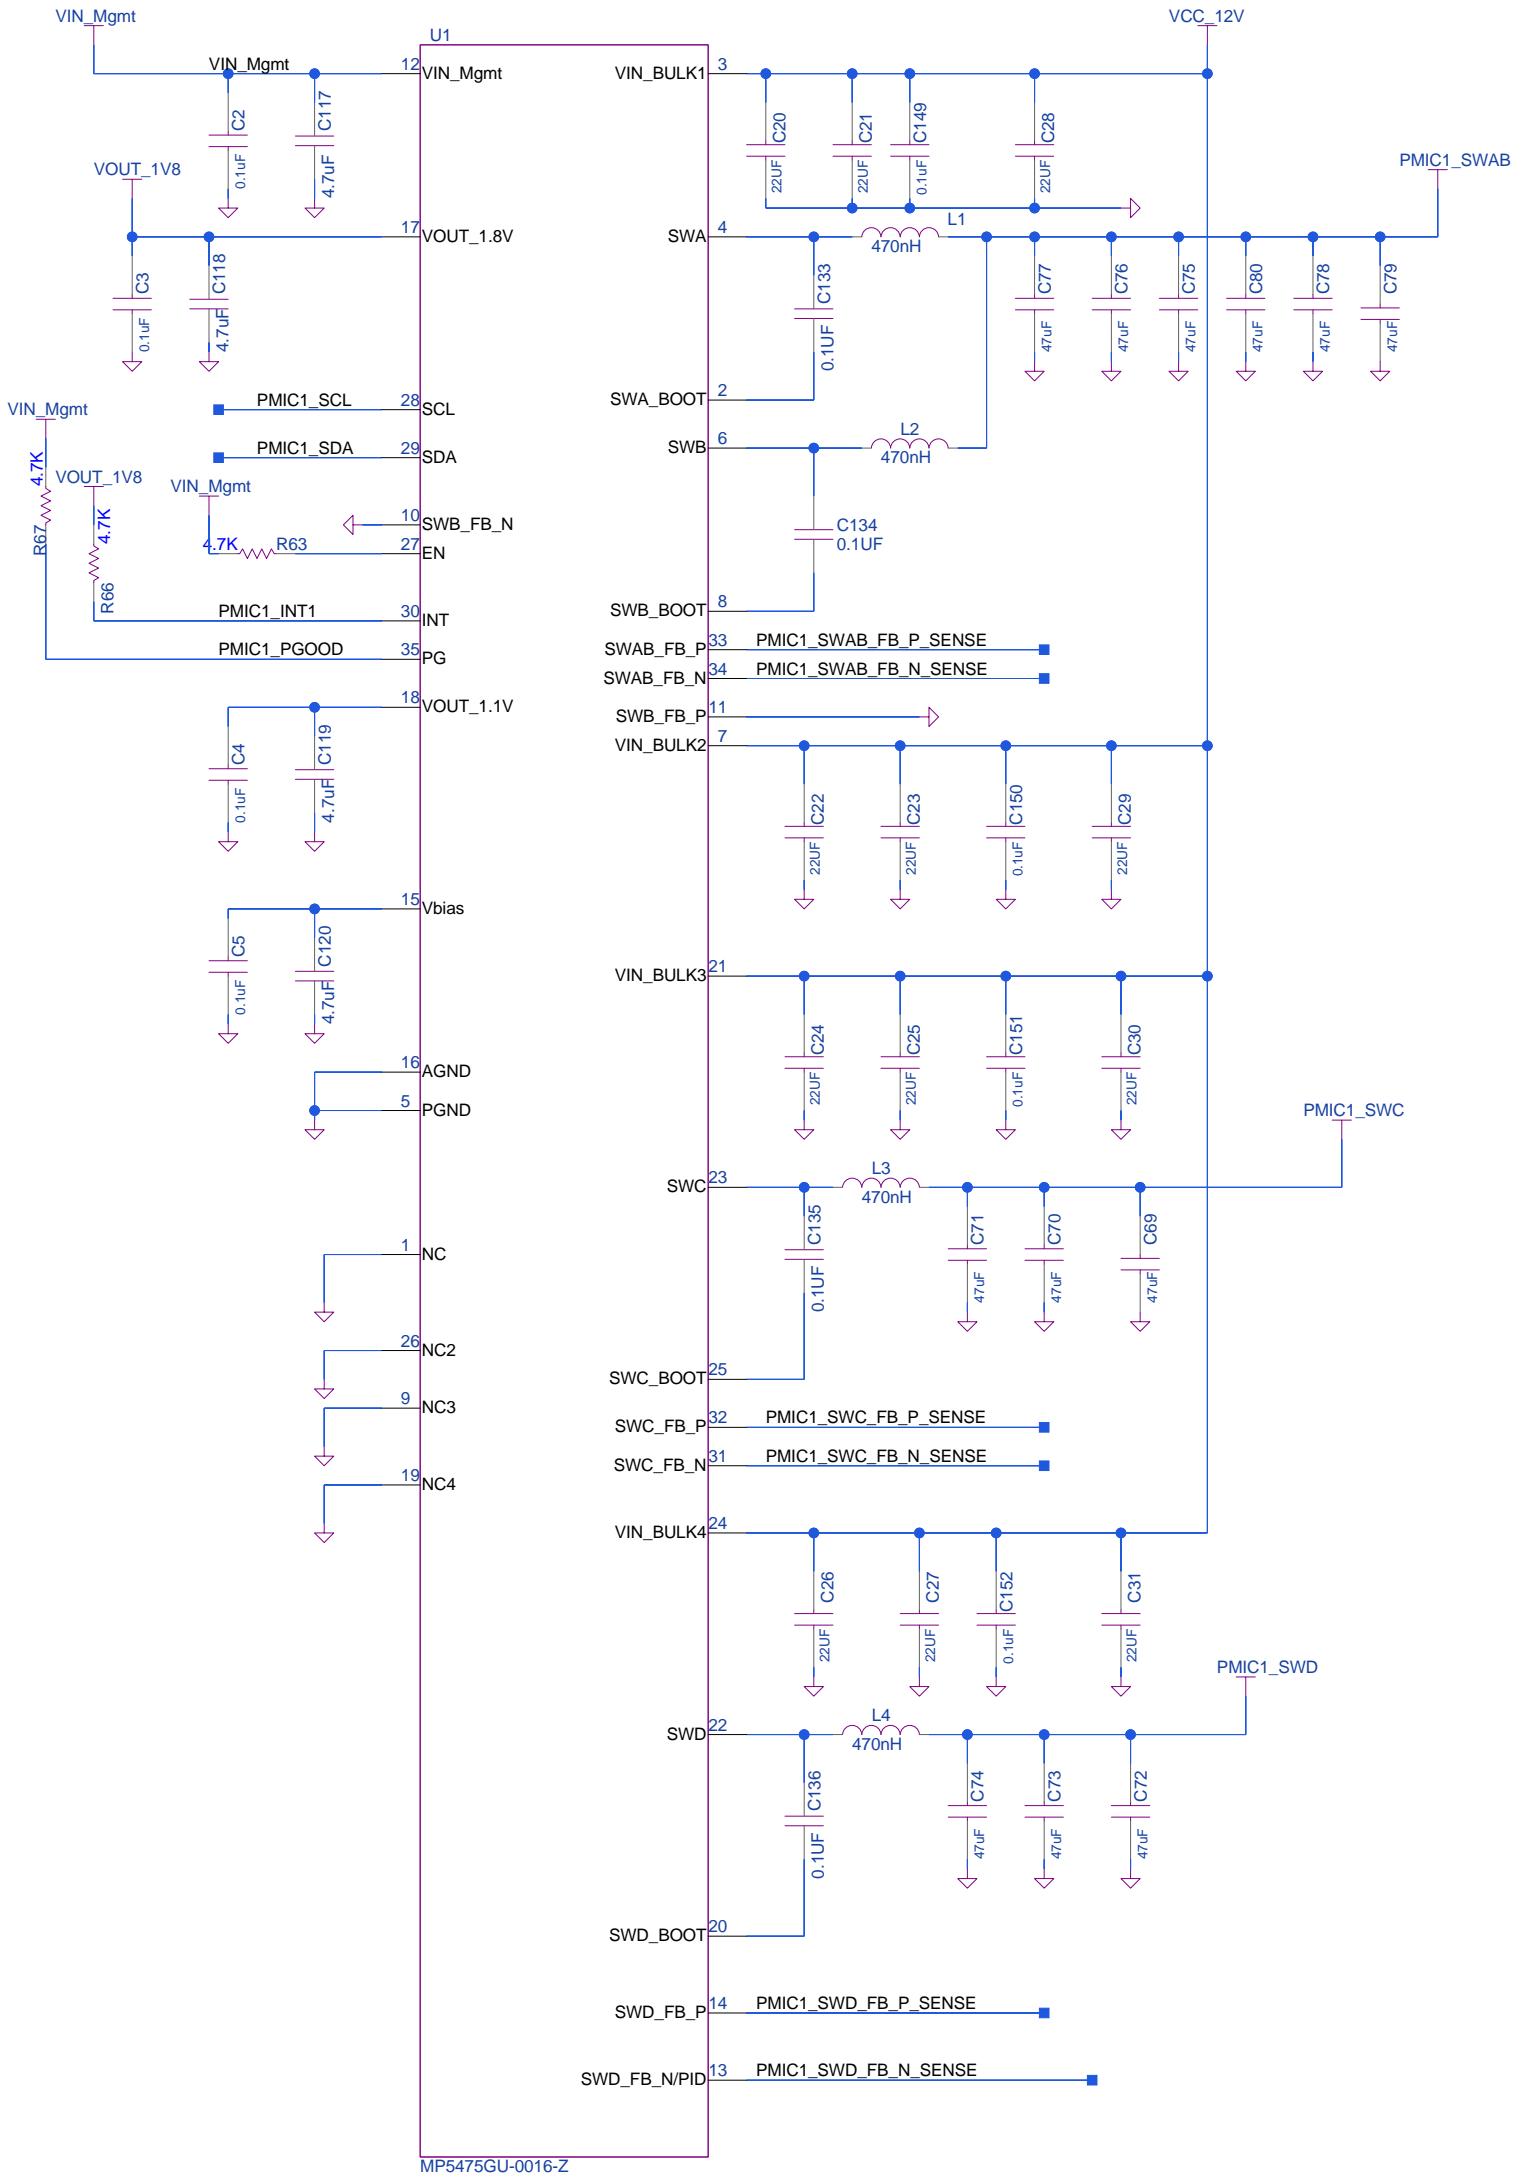 VIN_Mgmt
VCC_12V
U1
VIN_Mgmt
12
VIN_Mgmt
VIN_BULK1
3
C2
0.1uF
C117
4.7uF
C20
22UF
C21
22UF
C149
0.1uF
C28
22UF
PMIC1_SWAB
VOUT_1V8
17
VOUT_1.8V
SWA
4
L1
470nH
C3
0.1uF
C118
4.7uF
C133
0.1UF
C77
47uF
C76
47uF
C75
47uF
C80
47uF
C78
47uF
C79
47uF
SWA_BOOT
2
VIN_Mgmt
PMIC1_SCL
28
SCL
PMIC1_SDA
29
SDA
SWB
6
L2
470nH
4.7K
R67
VOUT_1V8
4.7K
R66
VIN_Mgmt
10
SWB_FB_N
4.7K
R63
27
EN
C134
0.1UF
PMIC1_INT1
30
INT
SWB_BOOT
8
PMIC1_PGOOD
35
PG
SWAB_FB_P
33
PMIC1_SWAB_FB_P_SENSE
SWAB_FB_N
34
PMIC1_SWAB_FB_N_SENSE
18
VOUT_1.1V
SWB_FB_P
11
VIN_BULK2
7
C4
0.1uF
C119
4.7uF
C22
22UF
C23
22UF
C150
0.1uF
C29
22UF
15
Vbias
C5
0.1uF
C120
4.7uF
VIN_BULK3
21
C24
22UF
C25
22UF
C151
0.1uF
C30
22UF
16
AGND
5
PGND
PMIC1_SWC
SWC
23
L3
470nH
C135
0.1UF
C71
47uF
C70
47uF
C69
47uF
1
NC
26
NC2
SWC_BOOT
25
9
NC3
SWC_FB_P
32
PMIC1_SWC_FB_P_SENSE
SWC_FB_N
31
PMIC1_SWC_FB_N_SENSE
19
NC4
VIN_BULK4
24
C26
22UF
C27
22UF
C152
0.1uF
C31
22UF
PMIC1_SWD
SWD
22
L4
470nH
C136
0.1UF
C74
47uF
C73
47uF
C72
47uF
SWD_BOOT
20
SWD_FB_P
14
PMIC1_SWD_FB_P_SENSE
SWD_FB_N/PID
13
PMIC1_SWD_FB_N_SENSE
MP5475GU-0016-Z